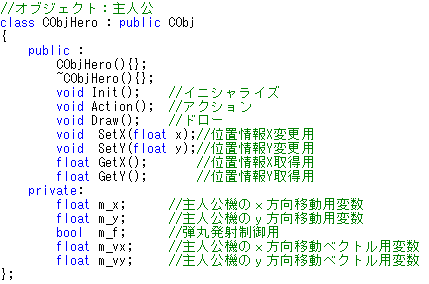 //オブジェクト：主人公
class CObjHero : public CObj
{
    public :
        CObjHero(){};
        ~CObjHero(){};
        void Init();    //イニシャライズ
        void Action();  //アクション
        void Draw();    //ドロー
        void  SetX(float x);//位置情報X変更用
        void  SetY(float y);//位置情報Y変更用
        float GetX();       //位置情報X取得用
        float GetY();       //位置情報Y取得用
    private:
        float m_x;      //主人公機のｘ方向移動用変数
        float m_y;      //主人公機のｙ方向移動用変数
        bool  m_f;      //弾丸発射制御用
        float m_vx;     //主人公機のｘ方向移動ベクトル用変数
        float m_vy;     //主人公機のｙ方向移動ベクトル用変数
};